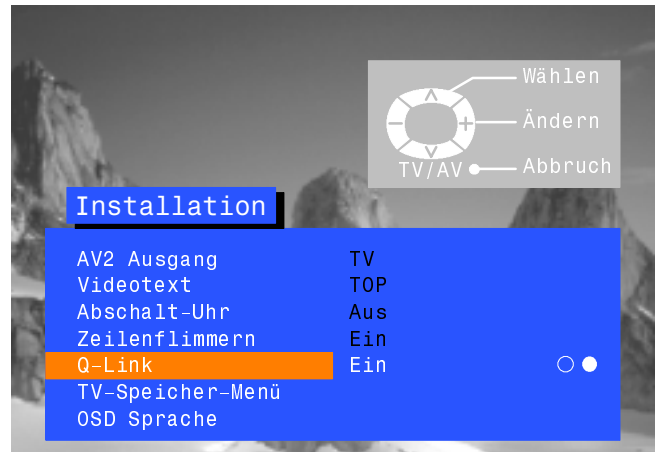 Wählen
Ändern
TV/AV Abbruch
Installation
AV2 Ausgang TV
Videotext TOP
Abschalt-Uhr Aus
Zeilenflimmern Ein
Q-Link Ein
TV-Speicher-Menü
OSD Sprache